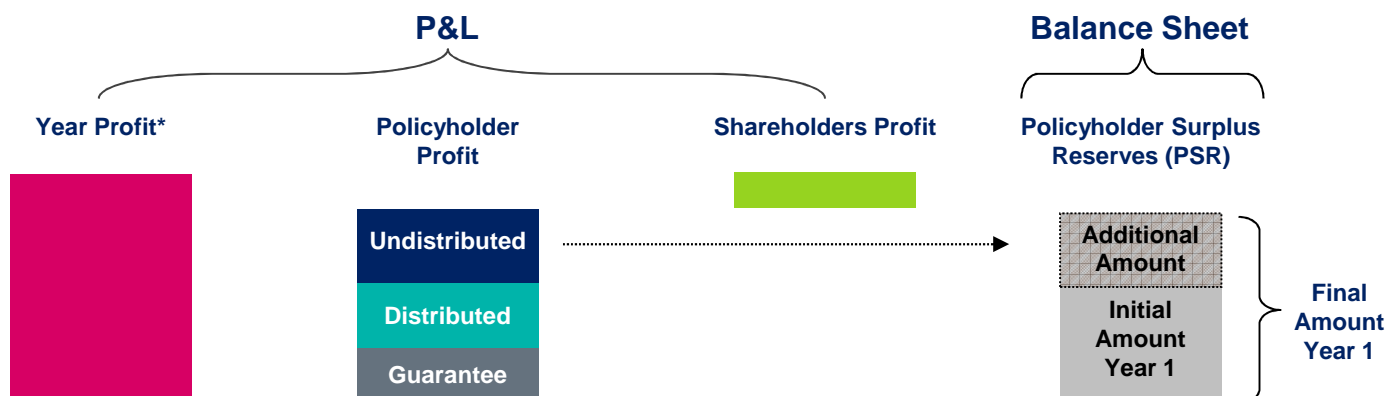 P&L
Balance Sheet
Year Profit*
Policyholder
Profit
Shareholders Profit
Policyholder Surplus
Reserves (PSR)
Undistributed
Distributed
Guarantee
Additional
Amount
Initial
Amount
Year 1
Final
Amount
Year 1